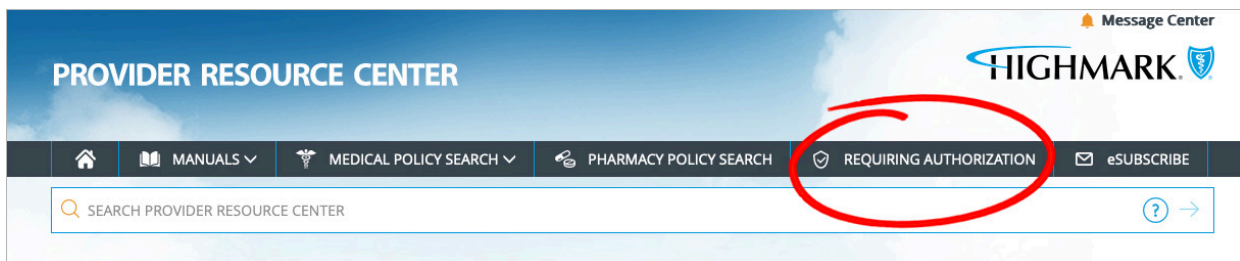 Message Center
PROVIDER RESOURCE CENTER
HIGHMARK
MANUALS MEDICAL POLICY SEARCH PHARMACY POLICY SEARCH REQUIRING AUTHORIZATION eSUBSCRIBE
SEARCH PROVIDER RESOURCE CENTER ?